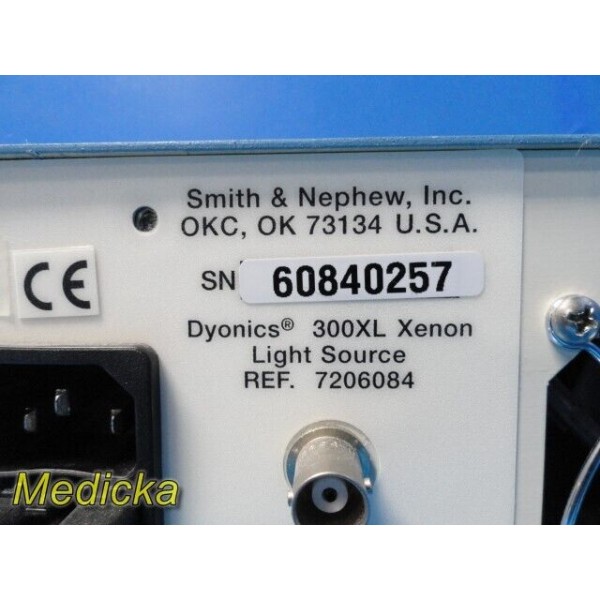 Smith & Nephew, Inc.
OKC, OK 73134 U.S.A.
SN 60840257
CE
Dyonics® 300XL Xenon
Light Source
REF. 7206084
Medicka